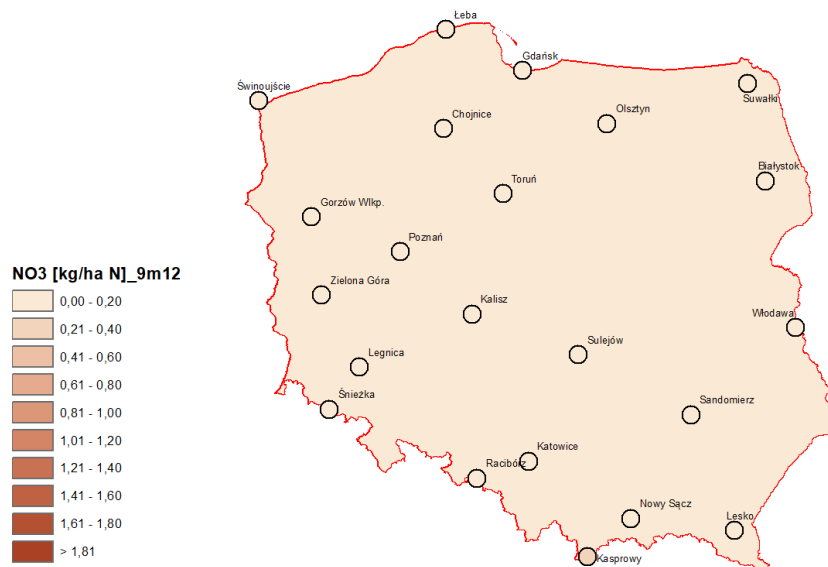 Łeba
Gdańsk
Świnoujście
Suwałki
Chojnice
Olsztyn
Białystok
Toruń
Gorzów Wlkp.
Poznań
NO3 [kg/ha N]_9m12
0,00 - 0,20
0,21 - 0,40
0,41 - 0,60
0,61 - 0,80
0,81 - 1,00
1,01 - 1,20
1,21 - 1,40
1,41 - 1,60
1,61 - 1,80
> 1,81
Zielona Góra
Kalisz
Włodawa
Sulejów
Legnica
Śnieżka
Sandomierz
Katowice
Racibórz
Nowy Sącz
Lesko
Kasprowy